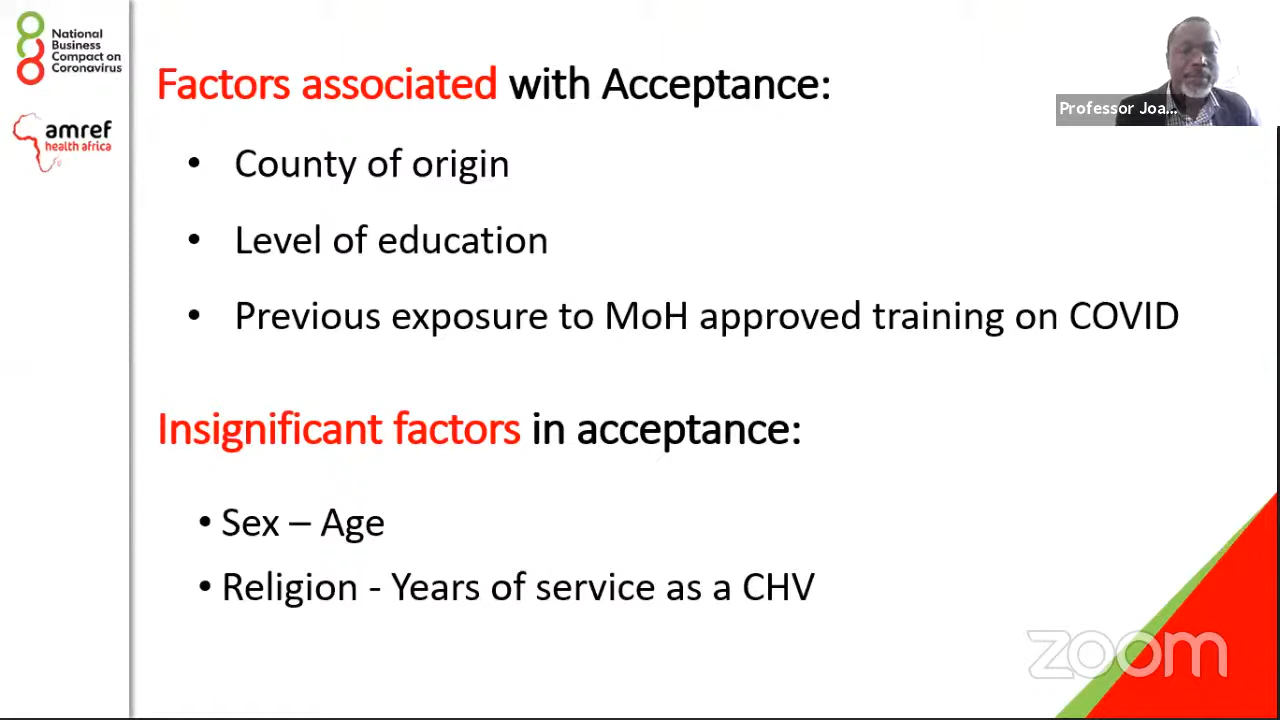 National
Business
Compact on
Coronavirus
amref
health africa
Factors associated with Acceptance:
Professor Joa...
• County of origin
• Level of education
• Previous exposure to MoH approved training on COVID
Insignificant factors in acceptance:
• Sex – Age
• Religion - Years of service as a CHV
zoom